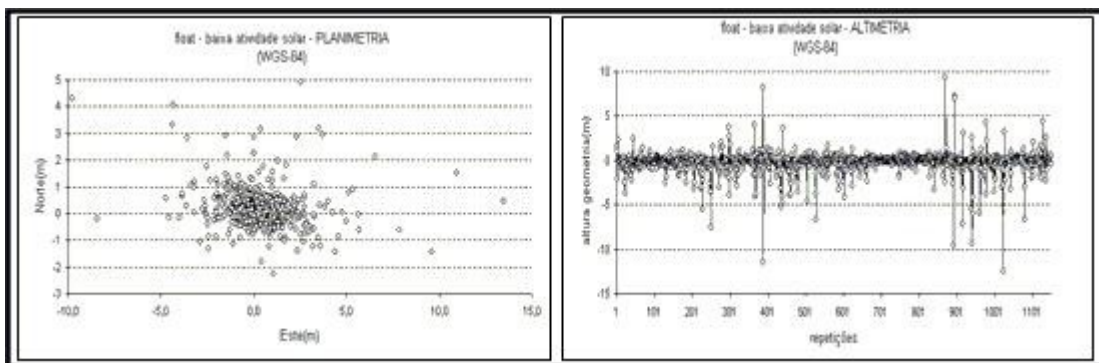 float - baixa atividade solar - PLANIMETRIA
(WGS-84)
Norte(m)
5
4
3
2
1
0
-1
-2
-3
-10,0 -5,0 0,0 5,0 10,0 15,0
Este(m)
float - baixa atividade solar - ALTIMETRIA
(WGS-84)
altura geometria(m)
10
5
0
-5
-10
-15
1 101 201 301 401 501 601 701 801 901 1001 1101
repetições